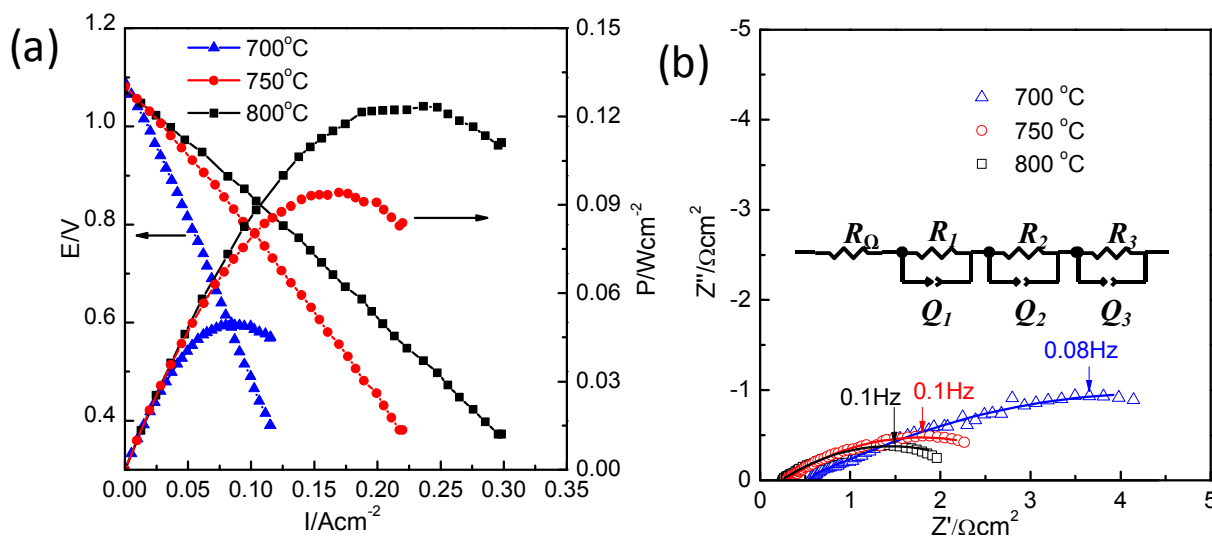 (a)
1.2
1.0
0.8
0.6
0.4
E/V
700°C
750°C
800°C
0.15
0.12
0.09
0.06
0.03
0.00
P/Wcm⁻²
0.00 0.05 0.10 0.15 0.20 0.25 0.30 0.35
I/Acm⁻²
(b)
-5
-4
-3
-2
-1
0
Z''/Ωcm²
700 °C
750 °C
800 °C
R_Ω R₁ R₂ R₃
Q₁ Q₂ Q₃
0.08Hz
0.1Hz 0.1Hz
0 1 2 3 4 5
Z'/Ωcm²